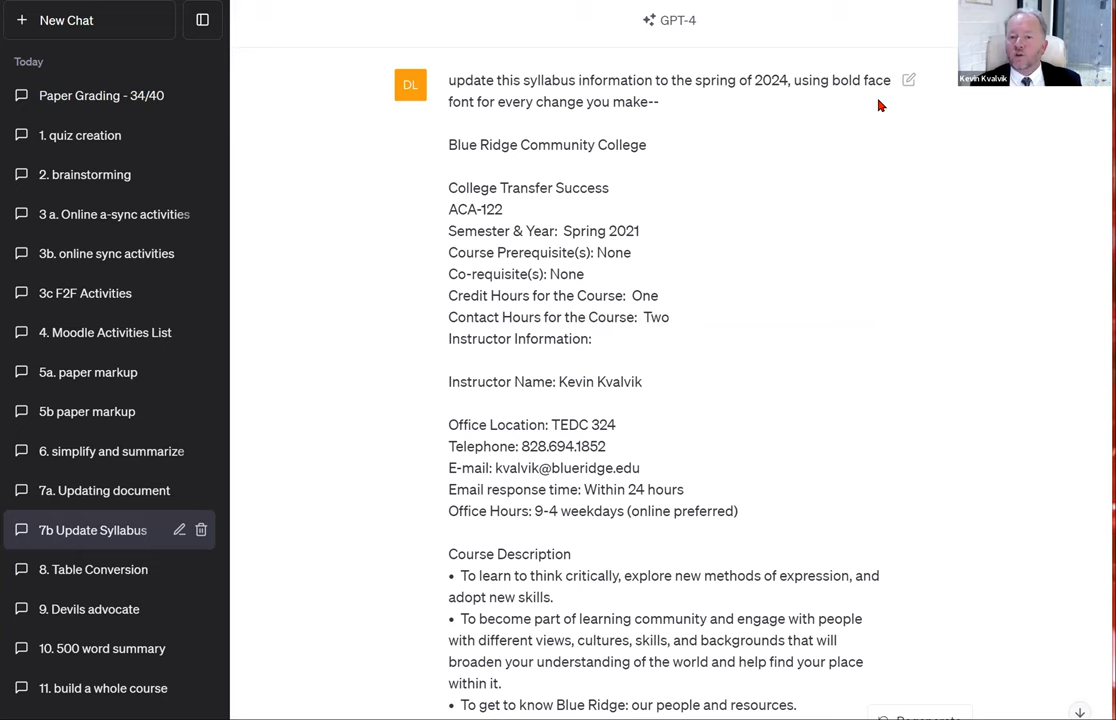 New Chat
Today
Paper Grading - 34/40
1. quiz creation
2. brainstorming
3 a. Online a-sync activities
3b. online sync activities
3c F2F Activities
4. Moodle Activities List
5a. paper markup
5b paper markup
6. simplify and summarize
7a. Updating document
7b Update Syllabus
8. Table Conversion
9. Devils advocate
10. 500 word summary
11. build a whole course
GPT-4
Kevin Kvalvik
DL
update this syllabus information to the spring of 2024, using bold face
font for every change you make--
Blue Ridge Community College
College Transfer Success
ACA-122
Semester & Year:  Spring 2021
Course Prerequisite(s): None
Co-requisite(s): None
Credit Hours for the Course:  One
Contact Hours for the Course:  Two
Instructor Information:
Instructor Name: Kevin Kvalvik
Office Location: TEDC 324
Telephone: 828.694.1852
E-mail: kvalvik@blueridge.edu
Email response time: Within 24 hours
Office Hours: 9-4 weekdays (online preferred)
Course Description
• To learn to think critically, explore new methods of expression, and
adopt new skills.
• To become part of learning community and engage with people
with different views, cultures, skills, and backgrounds that will
broaden your understanding of the world and help find your place
within it.
• To get to know Blue Ridge: our people and resources.
Regenerate